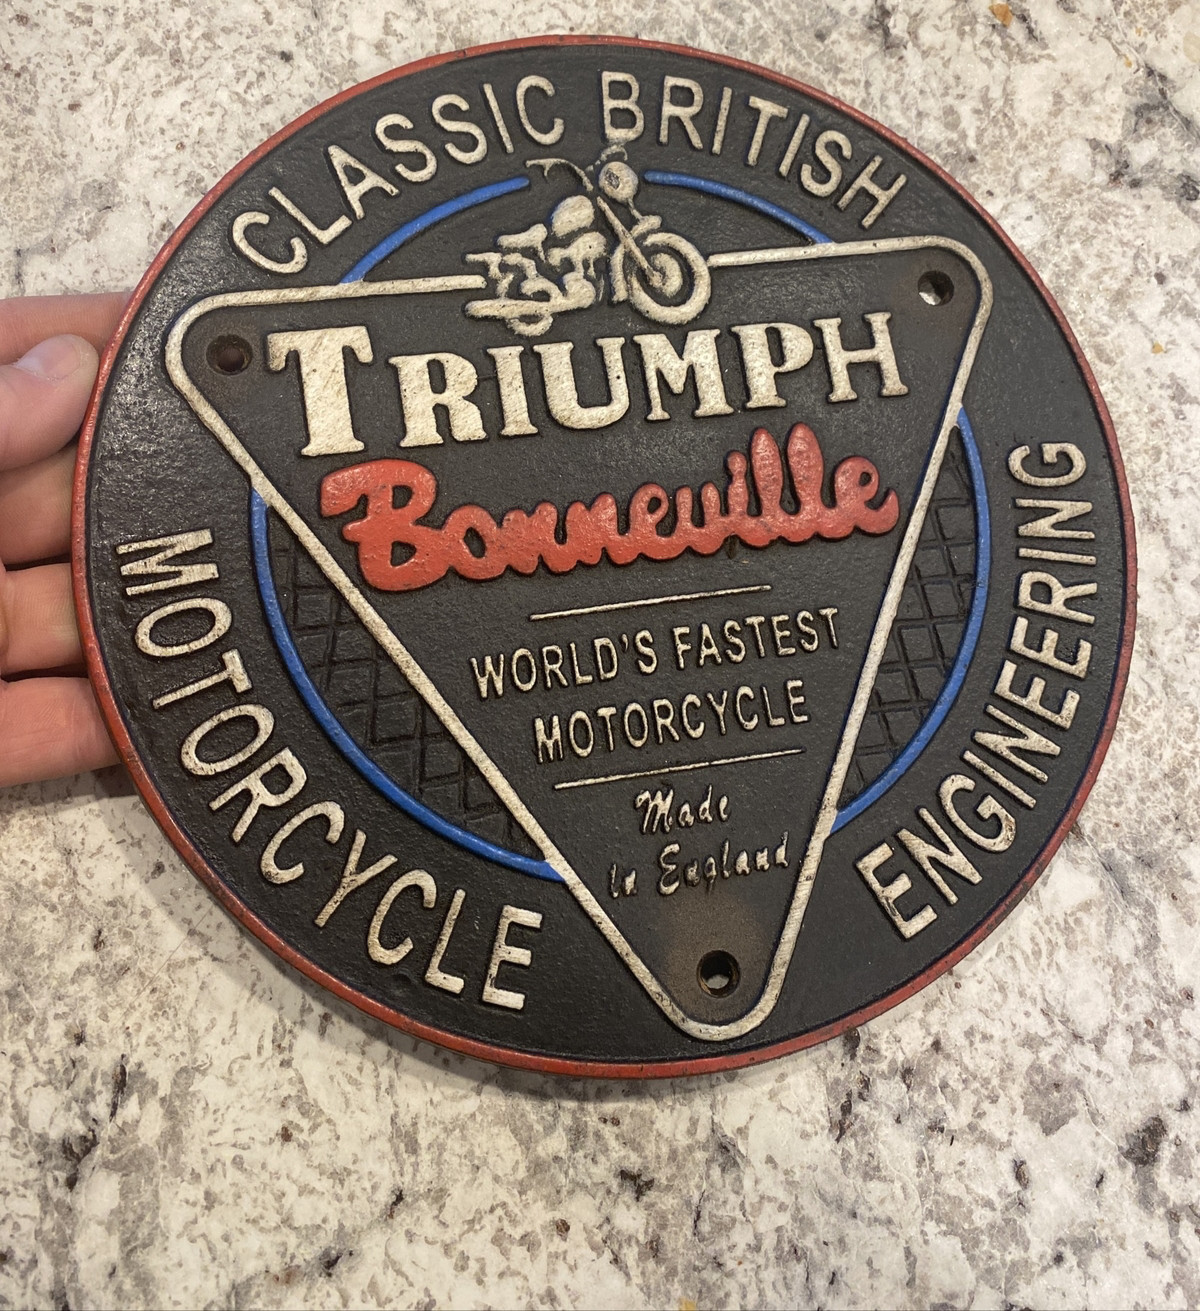 CLASSIC BRITISH
TRIUMPH
Bonneville
WORLD'S FASTEST
MOTORCYCLE
Made
In England
MOTORCYCLE
ENGINEERING